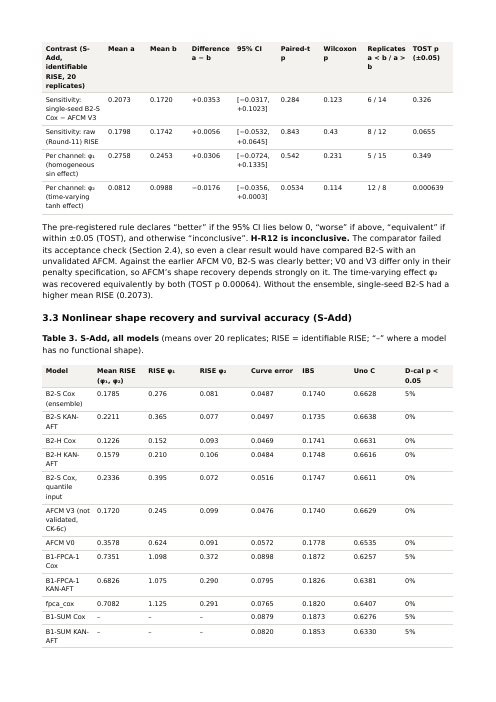 Contrast (S-Add, identifiable RISE, 20 replicates) Mean a Mean b Difference a − b 95% CI Paired-t p Wilcoxon p Replicates a < b / a > b TOST p (±0.05)
Sensitivity: single-seed B2-S Cox − AFCM V3 0.2073 0.1720 +0.0353 [−0.0317, +0.1023] 0.284 0.123 6 / 14 0.326
Sensitivity: raw (Round-11) RISE 0.1798 0.1742 +0.0056 [−0.0532, +0.0645] 0.843 0.43 8 / 12 0.0655
Per channel: φ₁ (homogeneous sin effect) 0.2758 0.2453 +0.0306 [−0.0724, +0.1335] 0.542 0.231 5 / 15 0.349
Per channel: φ₂ (time-varying tanh effect) 0.0812 0.0988 −0.0176 [−0.0356, +0.0003] 0.0534 0.114 12 / 8 0.000639
The pre-registered rule declares “better” if the 95% CI lies below 0, “worse” if above, “equivalent” if
within ±0.05 (TOST), and otherwise “inconclusive”. H-R12 is inconclusive. The comparator failed
its acceptance check (Section 2.4), so even a clear result would have compared B2-S with an
unvalidated AFCM. Against the earlier AFCM V0, B2-S was clearly better; V0 and V3 differ only in their
penalty specification, so AFCM’s shape recovery depends strongly on it. The time-varying effect φ₂
was recovered equivalently by both (TOST p 0.00064). Without the ensemble, single-seed B2-S had a
higher mean RISE (0.2073).
3.3 Nonlinear shape recovery and survival accuracy (S-Add)
Table 3. S-Add, all models (means over 20 replicates; RISE = identifiable RISE; “–” where a model
has no functional shape).
Model Mean RISE (φ₁, φ₂) RISE φ₁ RISE φ₂ Curve error IBS Uno C D-cal p < 0.05
B2-S Cox (ensemble) 0.1785 0.276 0.081 0.0487 0.1740 0.6628 5%
B2-S KAN-AFT 0.2211 0.365 0.077 0.0497 0.1735 0.6638 0%
B2-H Cox 0.1226 0.152 0.093 0.0469 0.1741 0.6631 0%
B2-H KAN-AFT 0.1579 0.210 0.106 0.0484 0.1748 0.6616 0%
B2-S Cox, quantile input 0.2336 0.395 0.072 0.0516 0.1747 0.6611 0%
AFCM V3 (not validated, CK-6c) 0.1720 0.245 0.099 0.0476 0.1740 0.6629 0%
AFCM V0 0.3578 0.624 0.091 0.0572 0.1778 0.6535 0%
B1-FPCA-1 Cox 0.7351 1.098 0.372 0.0898 0.1872 0.6257 5%
B1-FPCA-1 KAN-AFT 0.6826 1.075 0.290 0.0795 0.1826 0.6381 0%
fpca_cox 0.7082 1.125 0.291 0.0765 0.1820 0.6407 0%
B1-SUM Cox – – – 0.0879 0.1873 0.6276 5%
B1-SUM KAN-AFT – – – 0.0820 0.1853 0.6330 5%